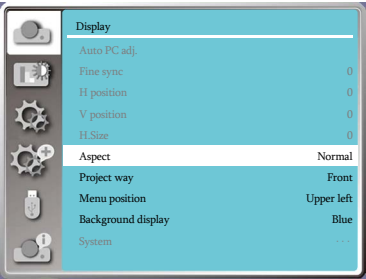 Display
Auto PC adj.
Fine sync 0
H position 0
V position 0
H.Size 0
Aspect Normal
Project way Front
Menu position Upper left
Background display Blue
System ...